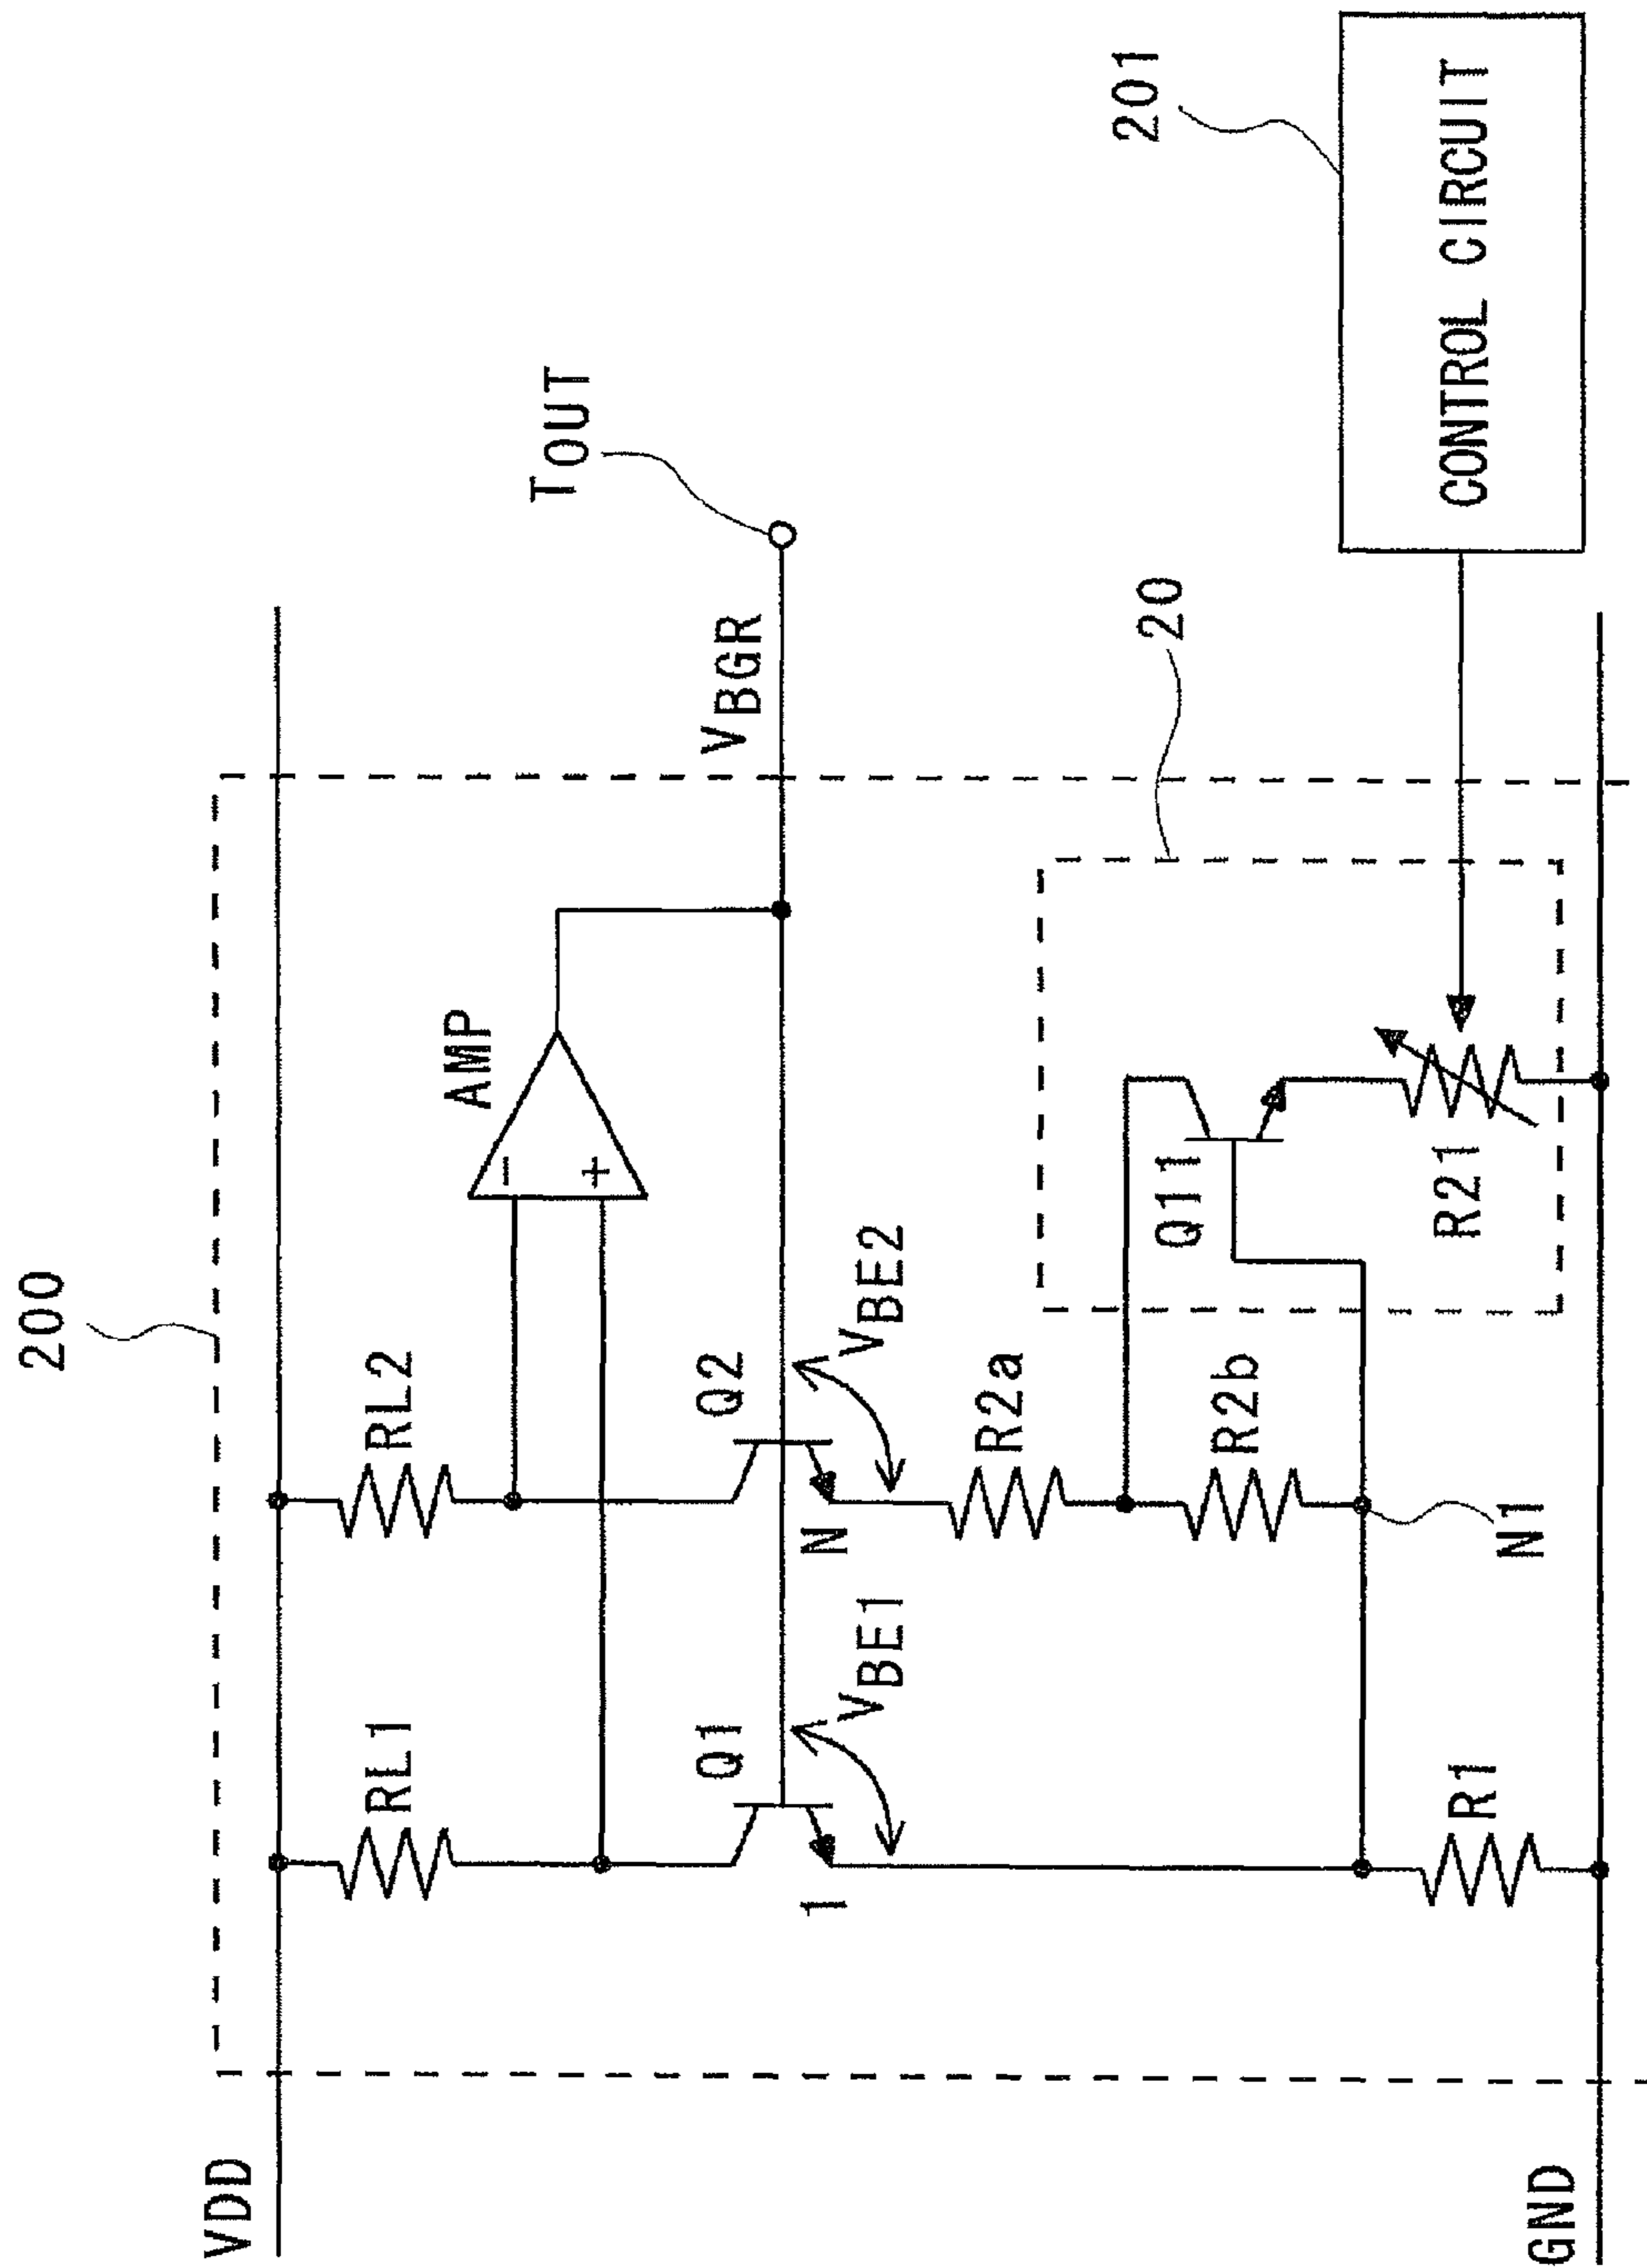 200
VDD
RL1
RL2
AMP
-
+
VBGR
TOUT
Q1
Q2
1
N
VBE1
VBE2
R2a
R2b
20
Q11
R21
201
CONTROL CIRCUIT
N1
R1
GND